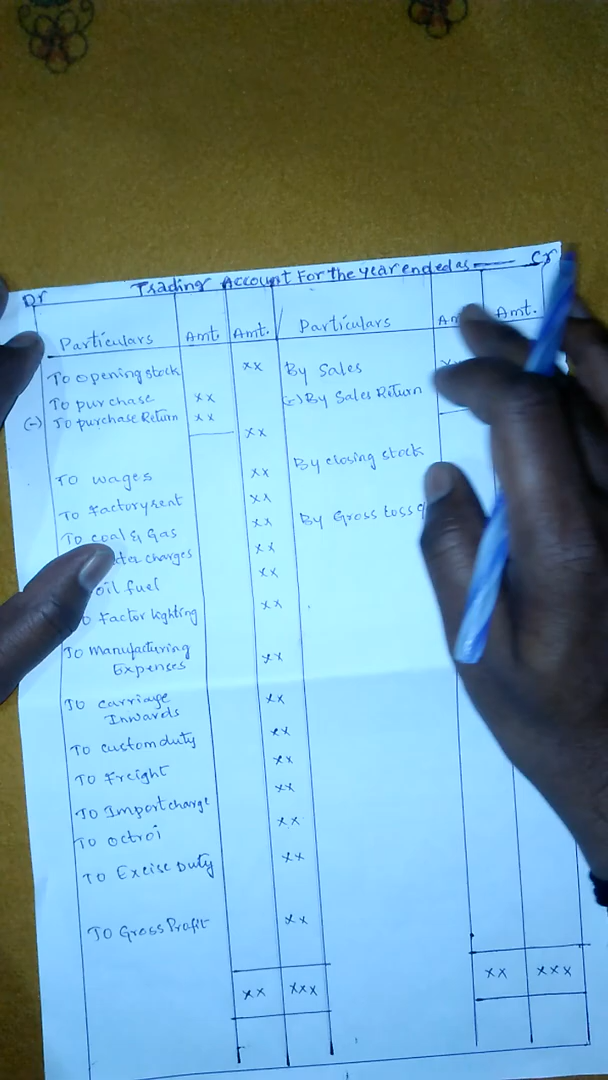 Dr Trading Account For the year ended as —— Cr
Particulars Amt. Amt. Particulars Amt.
To opening stock xx By Sales
To purchase xx (-) By Sales Return
(-) To purchase Return xx
xx
By closing stock
To wages xx
To Factory rent xx
By Gross Loss
To coal & Gas xx
charges xx
oil fuel xx
Factor lighting xx
To manufacturing
Expenses xx
To carriage xx
Inwards
To custom duty xx
To Freight xx
To Import charge xx
To octroi xx
To Excise Duty xx
To Gross Profit xx
xx xxx xx xxx